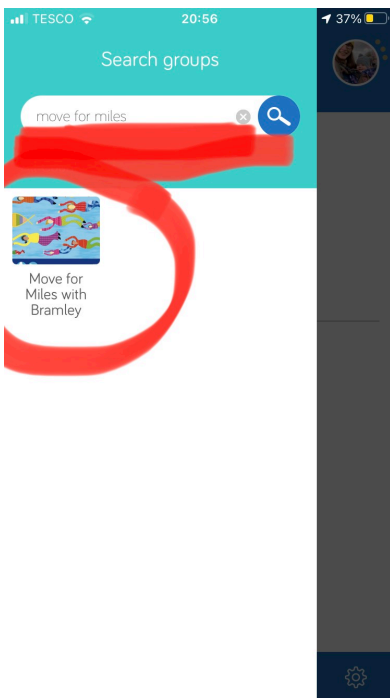 TESCO 20:56 37%
Search groups
move for miles
Move for
Miles with
Bramley